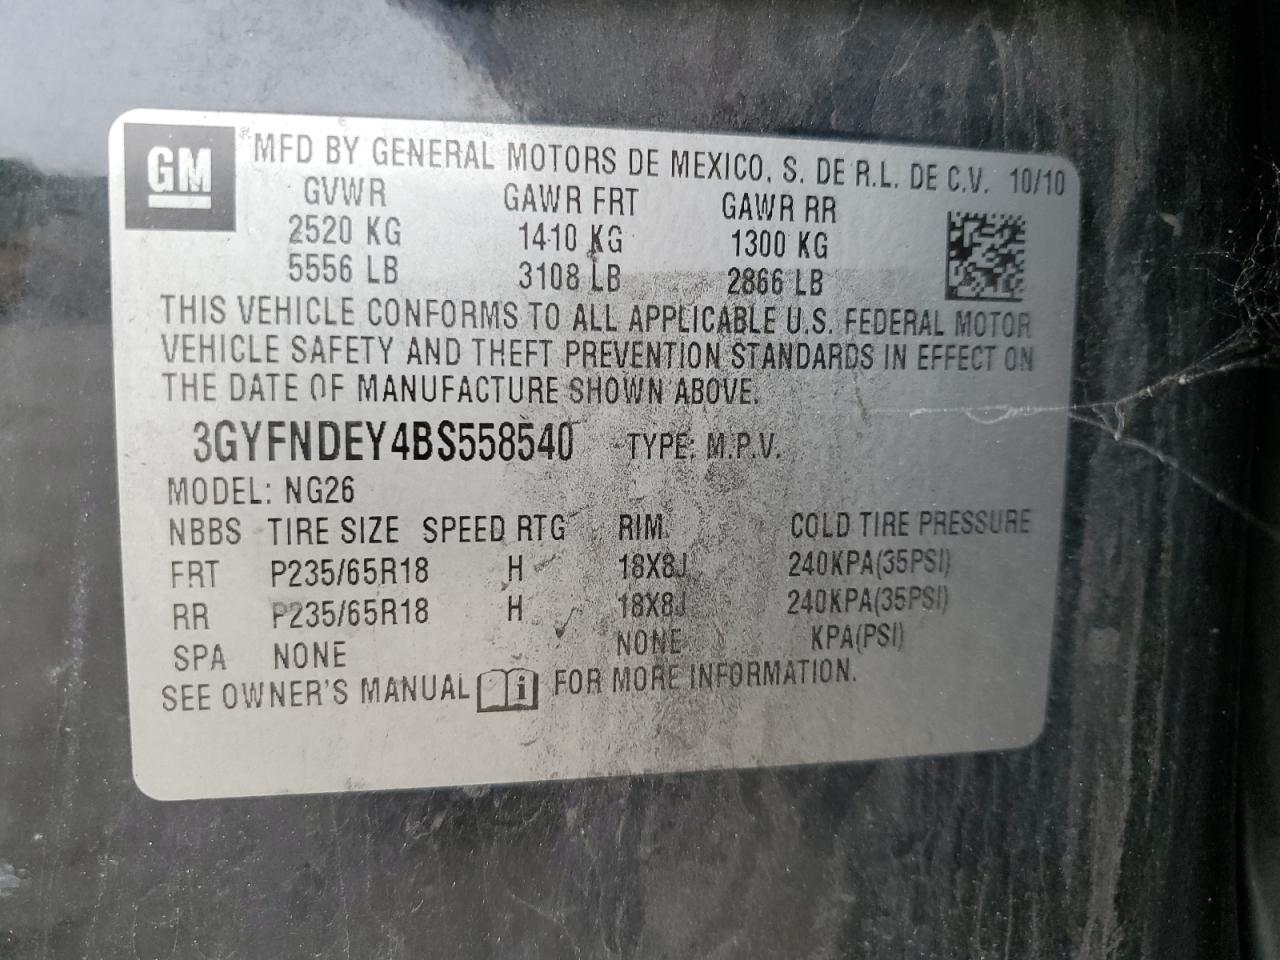 GM
® MFD BY GENERAL MOTORS DE MEXICO, S. DE R.L. DE C.V. 10/10
GVWR GAWR FRT GAWR RR
2520 KG 1410 KG 1300 KG
5556 LB 3108 LB 2866 LB
THIS VEHICLE CONFORMS TO ALL APPLICABLE U.S. FEDERAL MOTOR
VEHICLE SAFETY AND THEFT PREVENTION STANDARDS IN EFFECT ON
THE DATE OF MANUFACTURE SHOWN ABOVE.
3GYFNDEY4BS558540 TYPE: M.P.V.
MODEL: NG26
NBBS TIRE SIZE SPEED RTG RIM COLD TIRE PRESSURE
FRT P235/65R18 H 18X8J 240KPA(35PSI)
RR P235/65R18 H 18X8J 240KPA(35PSI)
SPA NONE NONE KPA(PSI)
SEE OWNER'S MANUAL i FOR MORE INFORMATION.